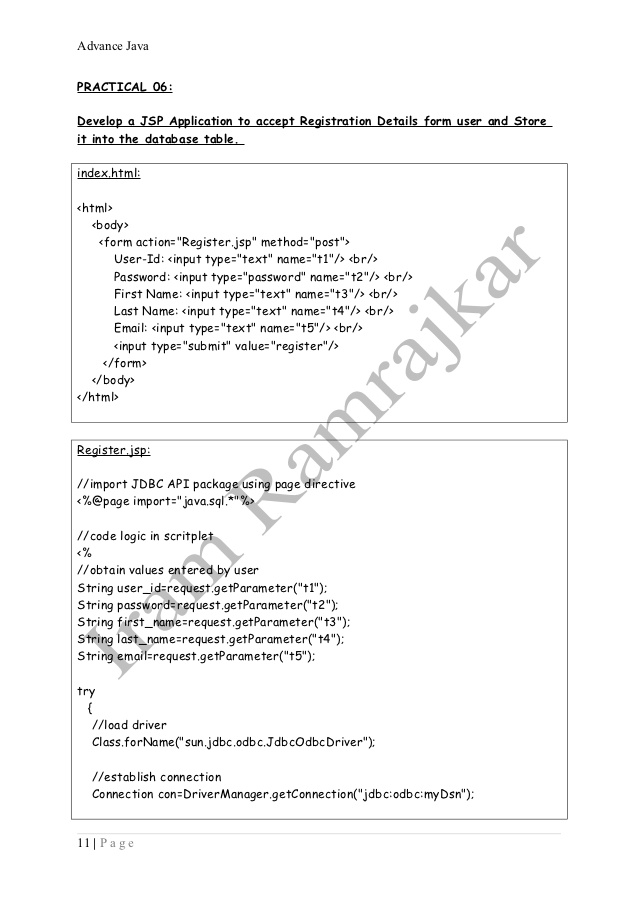 Advance Java
PRACTICAL 06:
Develop a JSP Application to accept Registration Details form user and Store
it into the database table.
index.html:
<html>
<body>
<form action="Register.jsp" method="post">
User-Id: <input type="text" name="t1"/> <br/>
Password: <input type="password" name="t2"/> <br/>
First Name: <input type="text" name="t3"/> <br/>
Last Name: <input type="text" name="t4"/> <br/>
Email: <input type="text" name="t5"/> <br/>
<input type="submit" value="register"/>
</form>
</body>
</html>
Register.jsp:
//import JDBC API package using page directive
<%@page import="java.sql.*"%>
//code logic in scritplet
<%
//obtain values entered by user
String user_id=request.getParameter("t1");
String password=request.getParameter("t2");
String first_name=request.getParameter("t3");
String last_name=request.getParameter("t4");
String email=request.getParameter("t5");
try
{
//load driver
Class.forName("sun.jdbc.odbc.JdbcOdbcDriver");
//establish connection
Connection con=DriverManager.getConnection("jdbc:odbc:myDsn");
Iram Ramrajkar
11 | P a g e